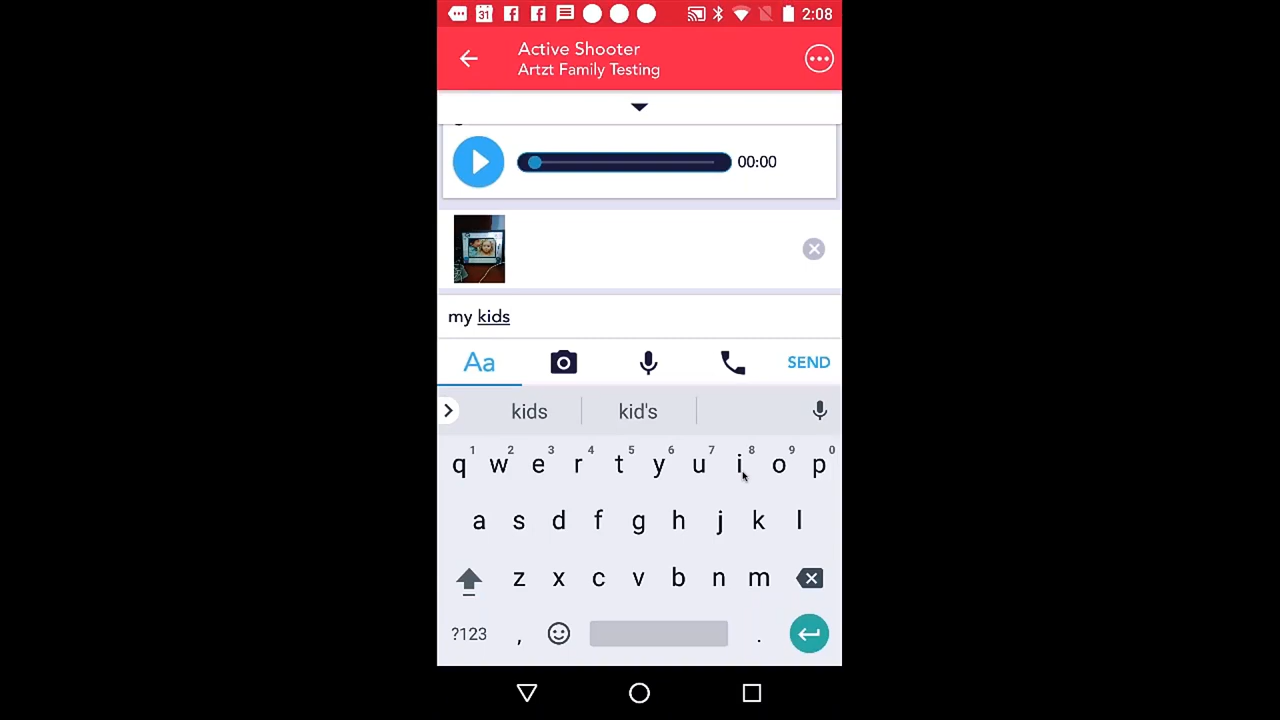 31 2:08
Active Shooter
Artzt Family Testing
00:00
my kids
Aa SEND
kids kid's
1 2 3 4 5 6 7 8 9 0
q w e r t y u i o p
a s d f g h j k l
z x c v b n m
?123 , .